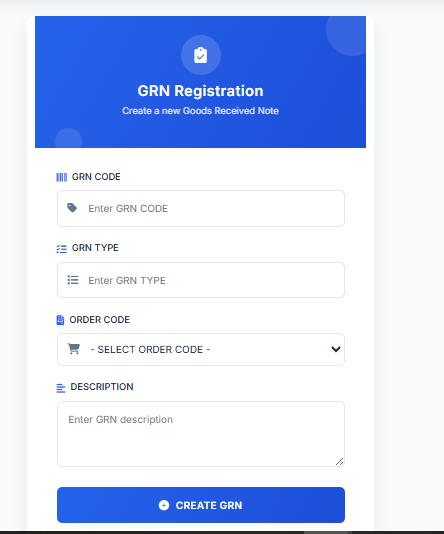 GRN Registration
Create a new Goods Received Note
GRN CODE
Enter GRN CODE
GRN TYPE
Enter GRN TYPE
ORDER CODE
- SELECT ORDER CODE -
DESCRIPTION
Enter GRN description
CREATE GRN